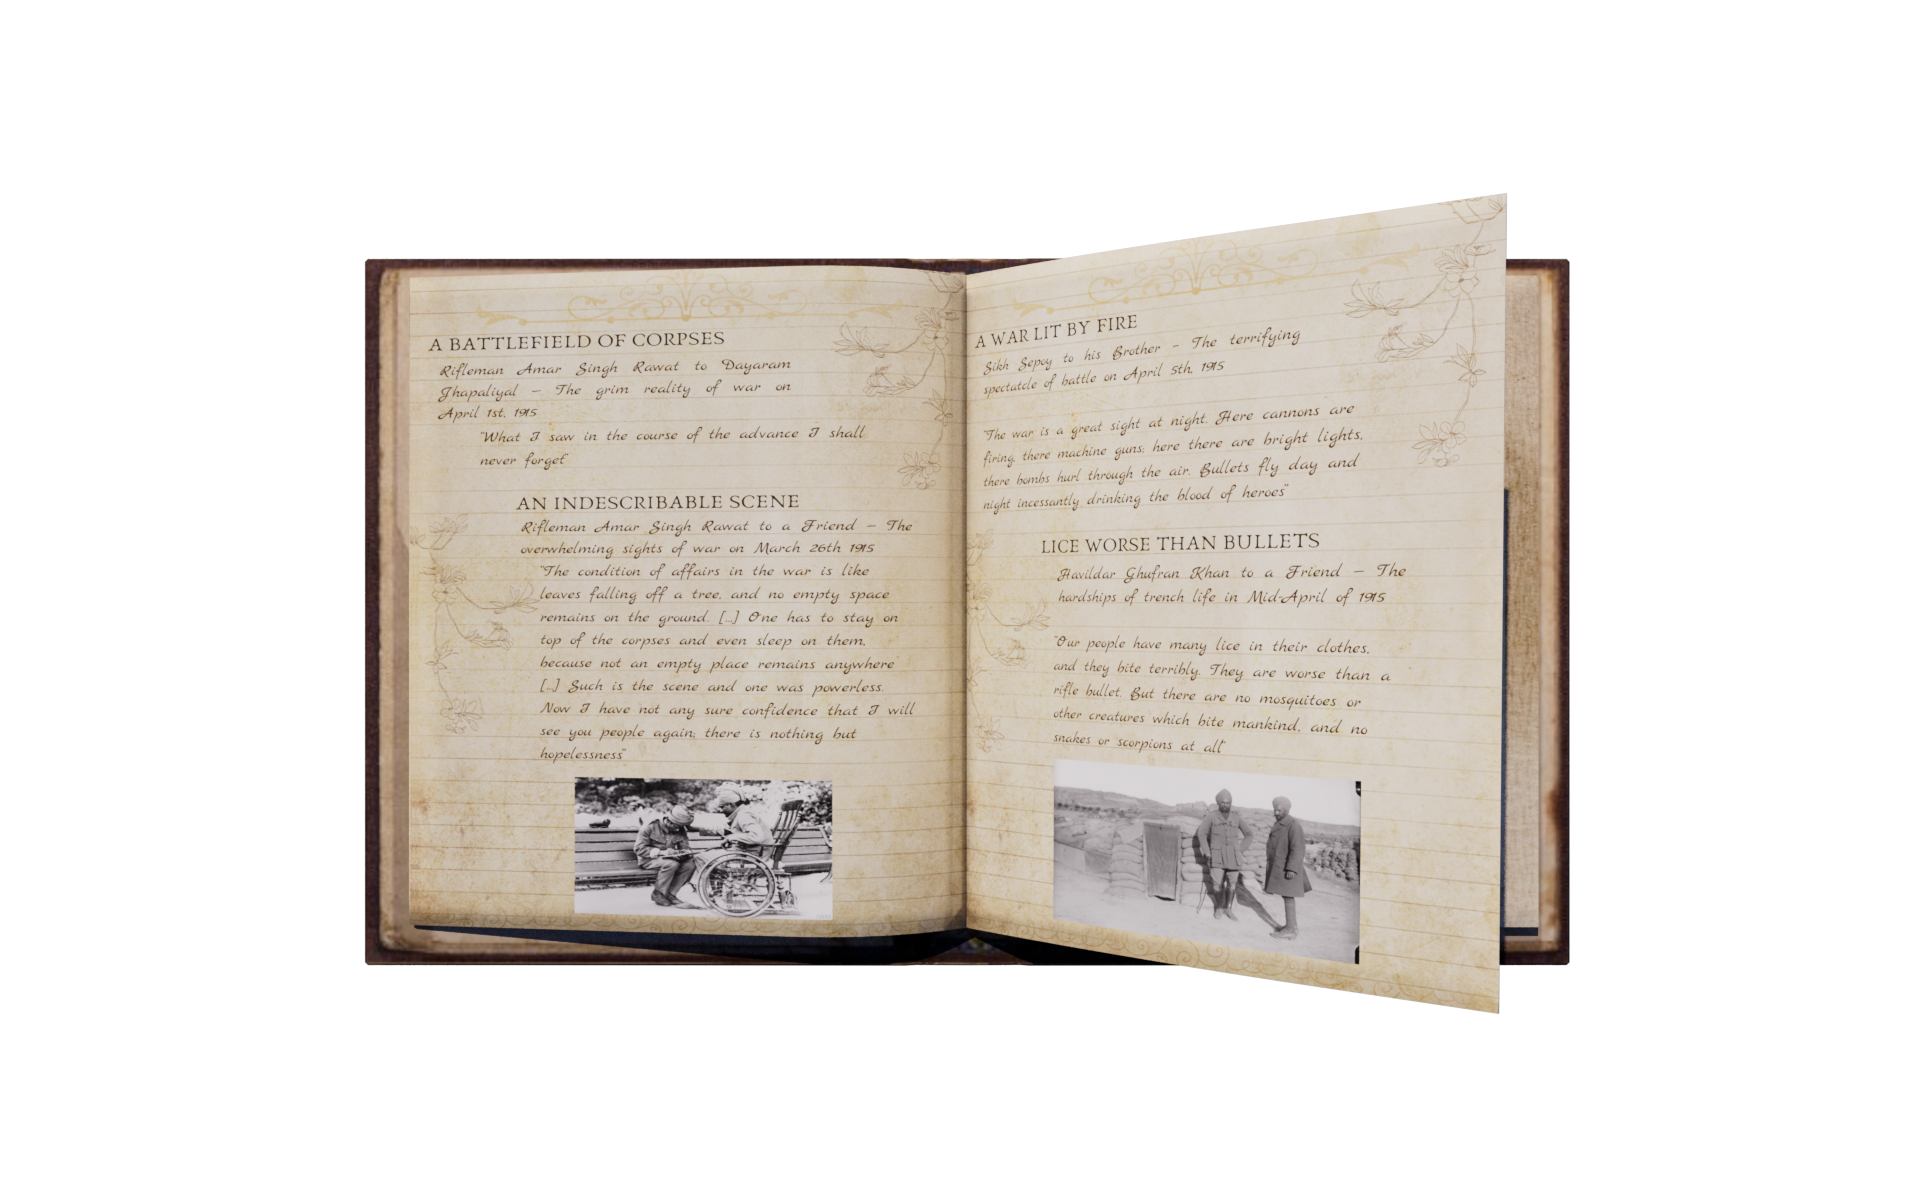 A BATTLEFIELD OF CORPSES
Rifleman Amar Singh Rawat to Dayaram
Jhapaliyal – The grim reality of war on
April 1st, 1915
"What I saw in the course of the advance I shall
never forget"
AN INDESCRIBABLE SCENE
Rifleman Amar Singh Rawat to a Friend – The
overwhelming sights of war on March 26th 1915
"The condition of affairs in the war is like
leaves falling off a tree, and no empty space
remains on the ground. [...] One has to stay on
top of the corpses and even sleep on them,
because not an empty place remains anywhere
[...] Such is the scene and one was powerless.
Now I have not any sure confidence that I will
see you people again; there is nothing but
hopelessness"
A WAR LIT BY FIRE
Sikh Sepoy to his Brother – The terrifying
spectatcle of battle on April 5th, 1915
"The war is a great sight at night. Here cannons are
firing, there machine guns; here there are bright lights,
there bombs hurl through the air. Bullets fly day and
night incessantly drinking the blood of heroes"
LICE WORSE THAN BULLETS
Havildar Ghufran Khan to a Friend – The
hardships of trench life in Mid-April of 1915
"Our people have many lice in their clothes,
and they bite terribly. They are worse than a
rifle bullet. But there are no mosquitoes or
other creatures which bite mankind, and no
snakes or scorpions at all"